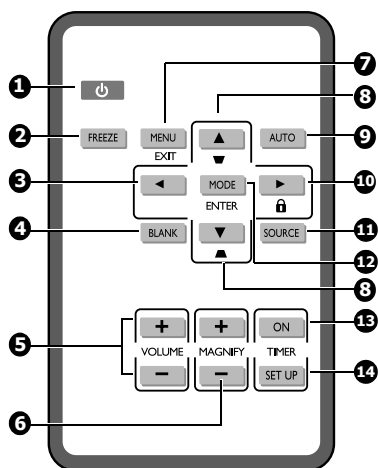 1
7
8
2
FREEZE
MENU
AUTO
9
EXIT
3
MODE
10
ENTER
4
BLANK
SOURCE
11
12
8
13
+
+
ON
5
VOLUME
MAGNIFY
TIMER
−
−
SET UP
14
6